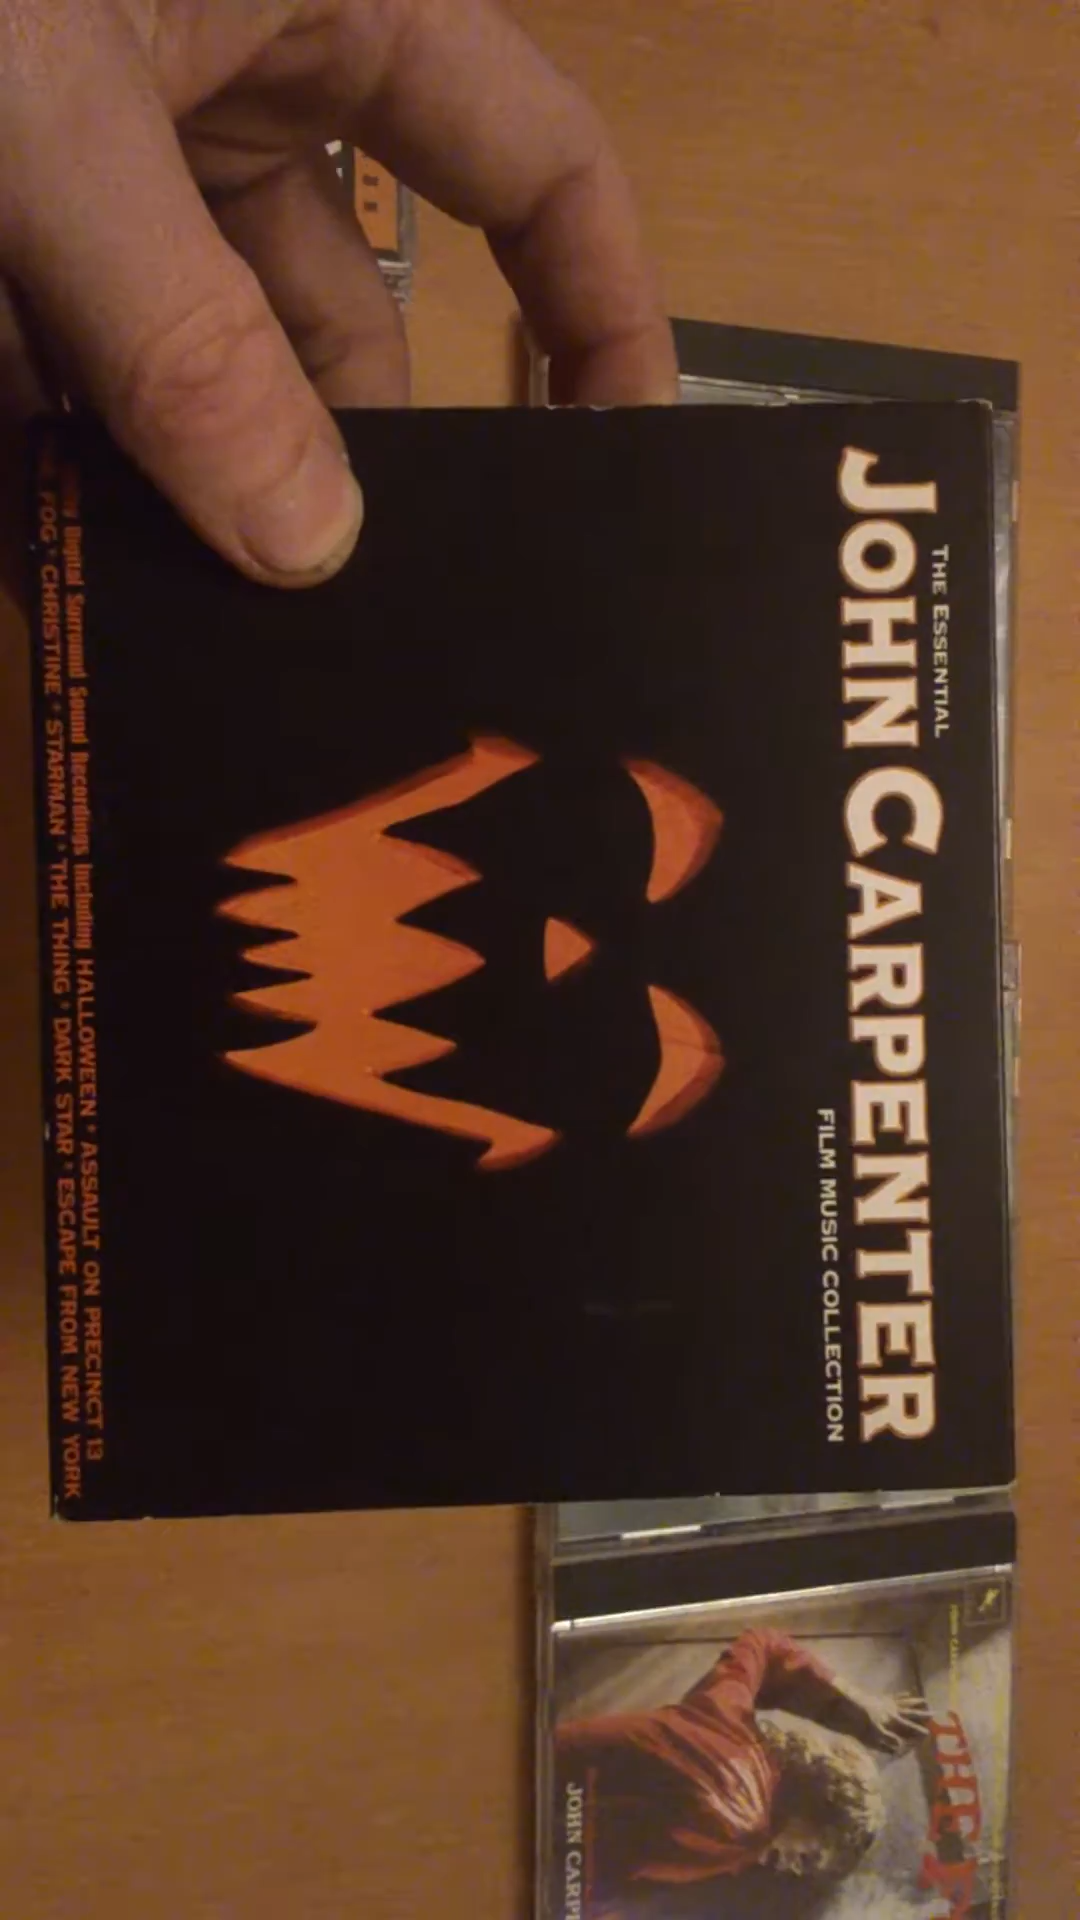 THE ESSENTIAL
JOHN CARPENTER
FILM MUSIC COLLECTION
Digital Surround Sound Recordings Including HALLOWEEN * ASSAULT ON PRECINCT 13
FOG * CHRISTINE * STARMAN * THE THING * DARK STAR * ESCAPE FROM NEW YORK
THE
JOHN